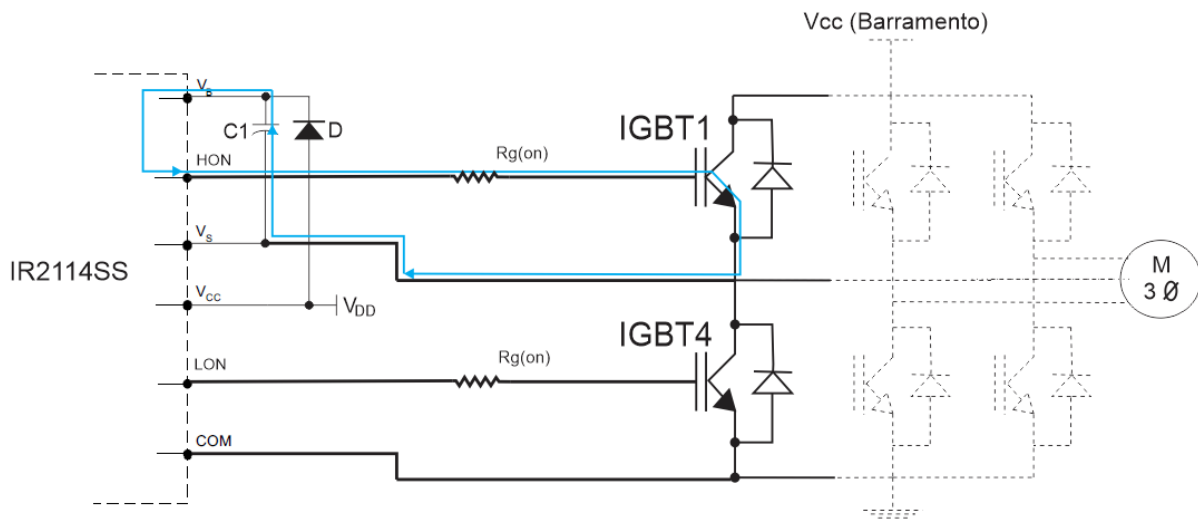 Vcc (Barramento)
VB
C1
D
IGBT1
Rg(on)
HON
VS
IR2114SS
M
3 Ø
VCC
VDD
IGBT4
Rg(on)
LON
COM